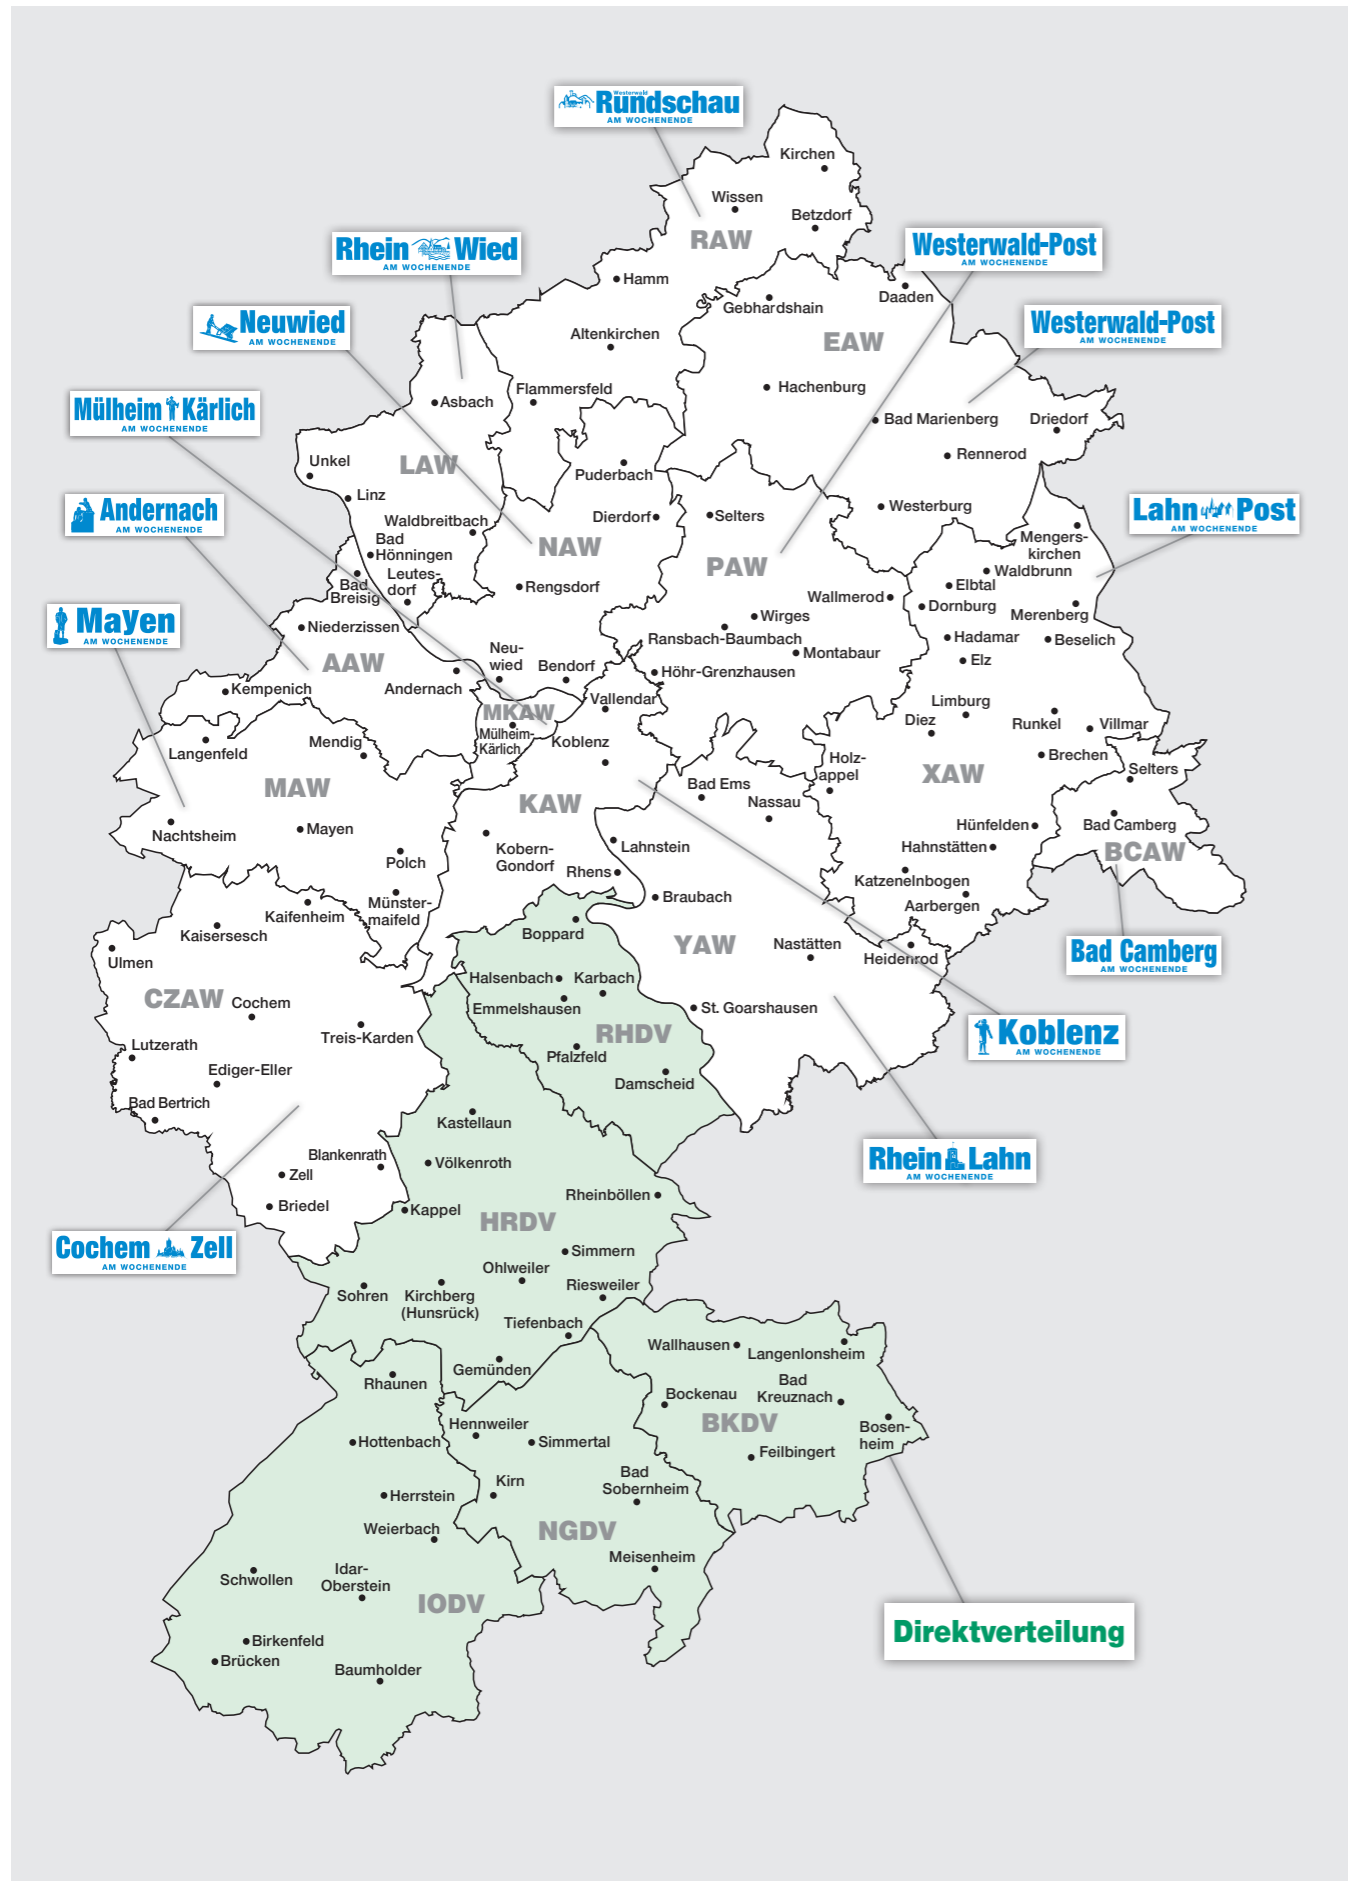 Westerwald
Rundschau
AM WOCHENENDE
Kirchen
Wissen
Betzdorf
RAW
Rhein Wied
AM WOCHENENDE
Westerwald-Post
AM WOCHENENDE
Hamm
Gebhardshain
Daaden
Neuwied
AM WOCHENENDE
Westerwald-Post
AM WOCHENENDE
Altenkirchen
EAW
Flammersfeld
Hachenburg
Mülheim Kärlich
AM WOCHENENDE
Asbach
Bad Marienberg
Driedorf
Unkel
LAW
Puderbach
Rennerod
Linz
Andernach
AM WOCHENENDE
Waldbreitbach
Dierdorf
Selters
Westerburg
Lahn Post
AM WOCHENENDE
Bad
Hönningen
NAW
Mengers-
kirchen
Bad
Breisig
Leutes-
dorf
Rengsdorf
PAW
Waldbrunn
Elbtal
Wallmerod
Dornburg
Merenberg
Mayen
AM WOCHENENDE
Niederzissen
Wirges
Ransbach-Baumbach
Hadamar
Beselich
AAW
Neu-
wied
Bendorf
Montabaur
Elz
Höhr-Grenzhausen
Kempenich
Andernach
Vallendar
MKAW
Limburg
Mülheim-
Kärlich
Koblenz
Diez
Runkel
Villmar
Langenfeld
Mendig
Brechen
Holz-
appel
Selters
MAW
KAW
Bad Ems
Nassau
XAW
Nachtsheim
Mayen
Kobern-
Gondorf
Lahnstein
Hünfelden
Bad Camberg
Hahnstätten
BCAW
Polch
Rhens
Katzenelnbogen
Münster-
maifeld
Braubach
Aarbergen
Kaifenheim
Kaisersesch
Boppard
YAW
Nastätten
Heidenrod
Bad Camberg
AM WOCHENENDE
Ulmen
Halsenbach
Karbach
CZAW
Cochem
Emmelshausen
St. Goarshausen
Treis-Karden
RHDV
Koblenz
AM WOCHENENDE
Lutzerath
Pfalzfeld
Ediger-Eller
Damscheid
Bad Bertrich
Kastellaun
Blankenrath
Völkenroth
Rhein Lahn
AM WOCHENENDE
Zell
Rheinböllen
Briedel
Kappel
HRDV
Cochem Zell
AM WOCHENENDE
Simmern
Ohlweiler
Sohren
Kirchberg
(Hunsrück)
Riesweiler
Tiefenbach
Wallhausen
Langenlonsheim
Gemünden
Rhaunen
Bockenau
Bad
Kreuznach
Hennweiler
BKDV
Bosen-
heim
Hottenbach
Simmertal
Feilbingert
Kirn
Bad
Sobernheim
Herrstein
Weierbach
NGDV
Meisenheim
Schwollen
Idar-
Oberstein
IODV
Direktverteilung
Birkenfeld
Brücken
Baumholder